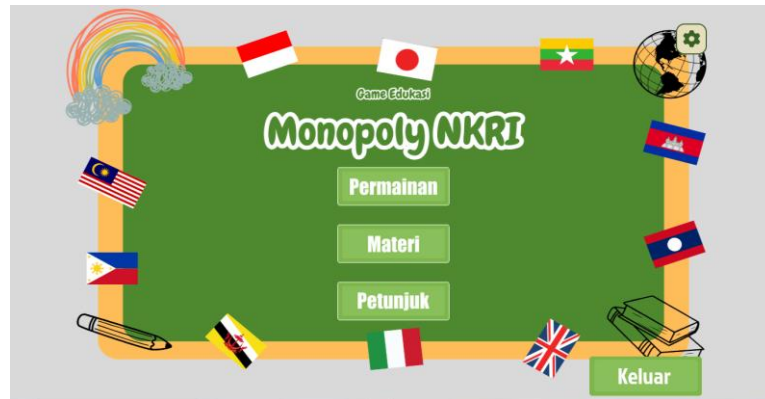 Game Edukasi
Monopoly NKRI
Permainan
Materi
Petunjuk
Keluar